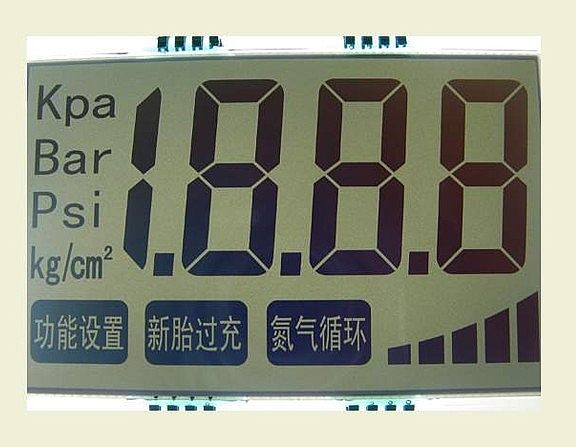 Kpa
Bar
Psi
kg/cm²
1.8.8.8
功能设置 新胎过充 氮气循环